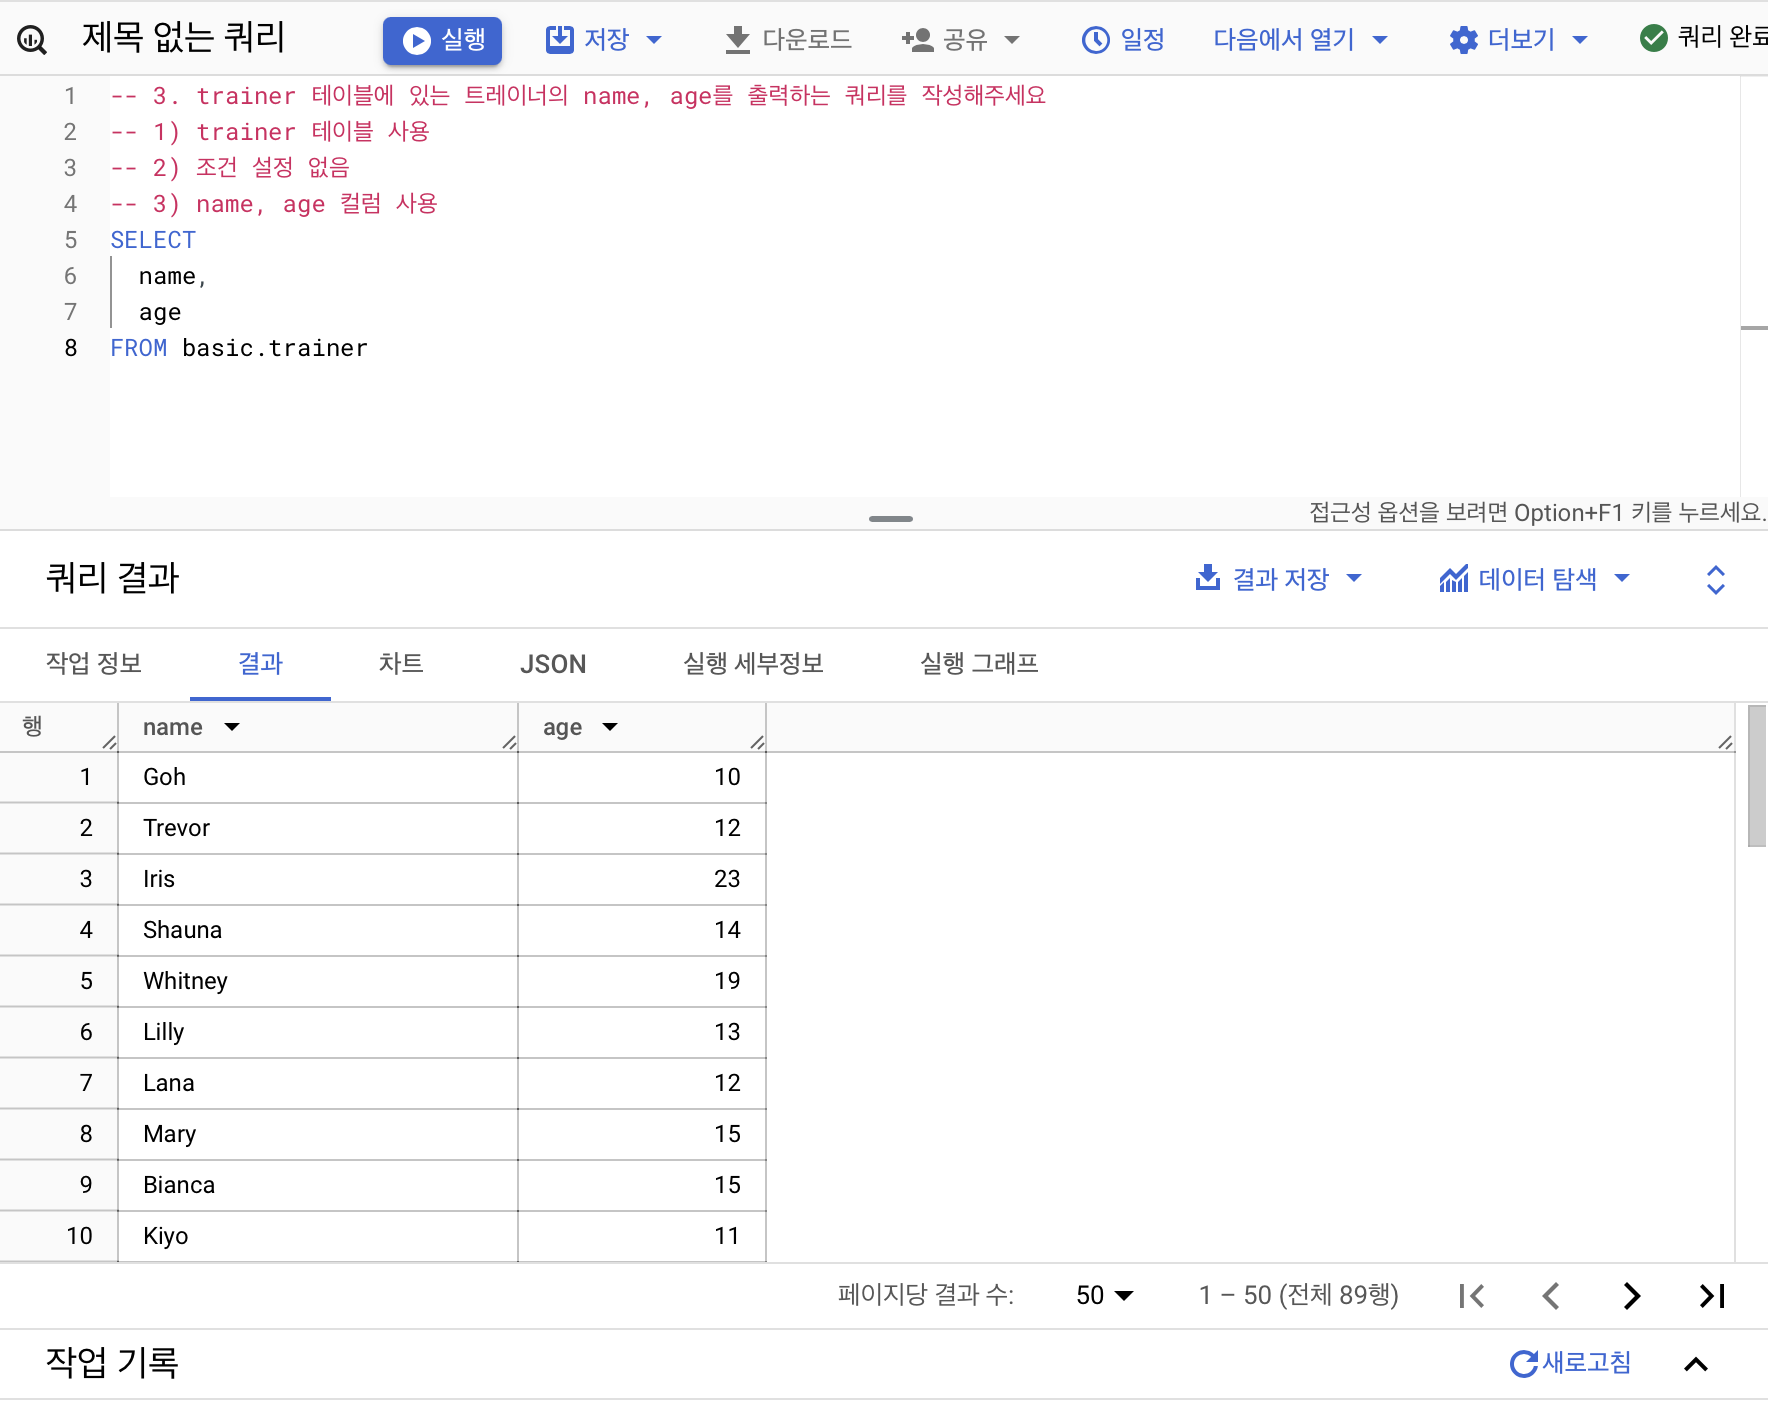 제목 없는 쿼리 실행 저장 다운로드 공유 일정 다음에서 열기 더보기 쿼리 완료
1 -- 3. trainer 테이블에 있는 트레이너의 name, age를 출력하는 쿼리를 작성해주세요
2 -- 1) trainer 테이블 사용
3 -- 2) 조건 설정 없음
4 -- 3) name, age 컬럼 사용
5 SELECT
6 name,
7 age
8 FROM basic.trainer
접근성 옵션을 보려면 Option+F1 키를 누르세요.
쿼리 결과 결과 저장 데이터 탐색
작업 정보 결과 차트 JSON 실행 세부정보 실행 그래프
행 name age
1 Goh 10
2 Trevor 12
3 Iris 23
4 Shauna 14
5 Whitney 19
6 Lilly 13
7 Lana 12
8 Mary 15
9 Bianca 15
10 Kiyo 11
페이지당 결과 수: 50 1 – 50 (전체 89행)
작업 기록 새로고침